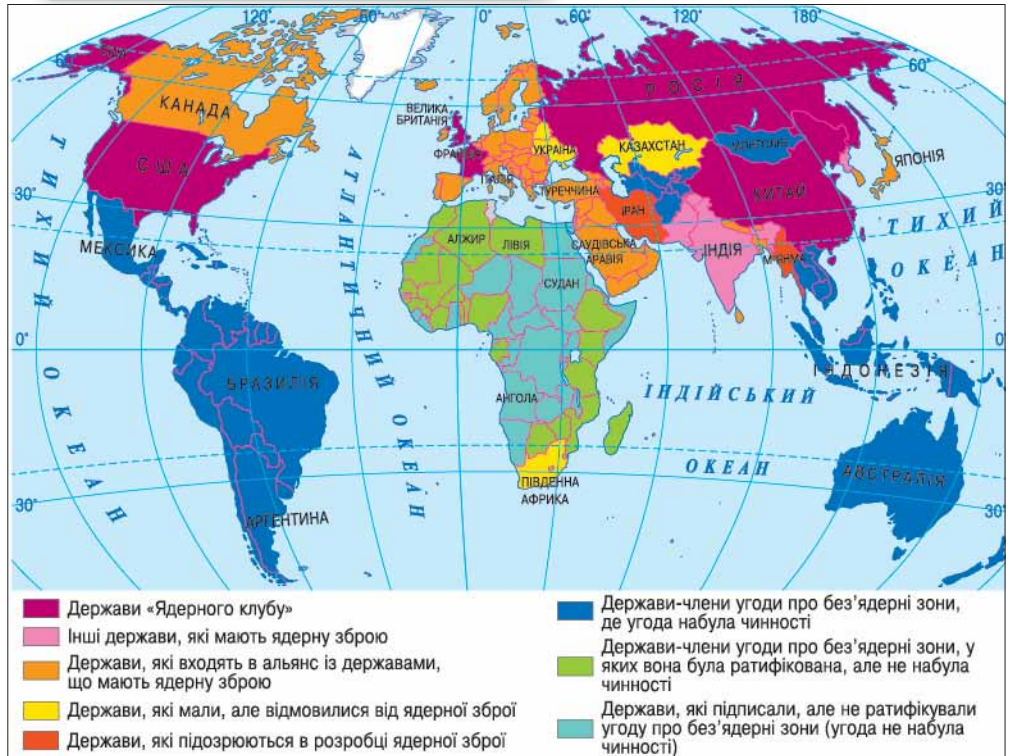 120° 60° 0° 60° 120° 180°
60°
60°
КАНАДА
США
МЕКСИКА
БРАЗИЛІЯ
АРГЕНТИНА
ВЕЛИКА
БРИТАНІЯ
УКРАЇНА
ТУРЕЧЧИНА
РОСІЯ
КАЗАХСТАН
КИТАЙ
ЯПОНІЯ
ІРАН
САУДІВСЬКА
АРАВІЯ
ІНДІЯ
АЛЖИР
ЛІВІЯ
СУДАН
АНГОЛА
ПІВДЕННА
АФРИКА
ІНДОНЕЗІЯ
АВСТРАЛІЯ
ТИХИЙ
ОКЕАН
АТЛАНТИЧНИЙ ОКЕАН
ІНДІЙСЬКИЙ
ОКЕАН
ТИХИЙ
ОКЕАН
30°
30°
0°
0°
30°
30°
Держави «Ядерного клубу»
Інші держави, які мають ядерну зброю
Держави, які входять в альянс із державами,
що мають ядерну зброю
Держави, які мали, але відмовилися від ядерної зброї
Держави, які підозрюються в розробці ядерної зброї
Держави-члени угоди про без'ядерні зони,
де угода набула чинності
Держави-члени угоди про без'ядерні зони, у
яких вона була ратифікована, але не набула
чинності
Держави, які підписали, але не ратифікували
угоду про без'ядерні зони (угода не набула
чинності)